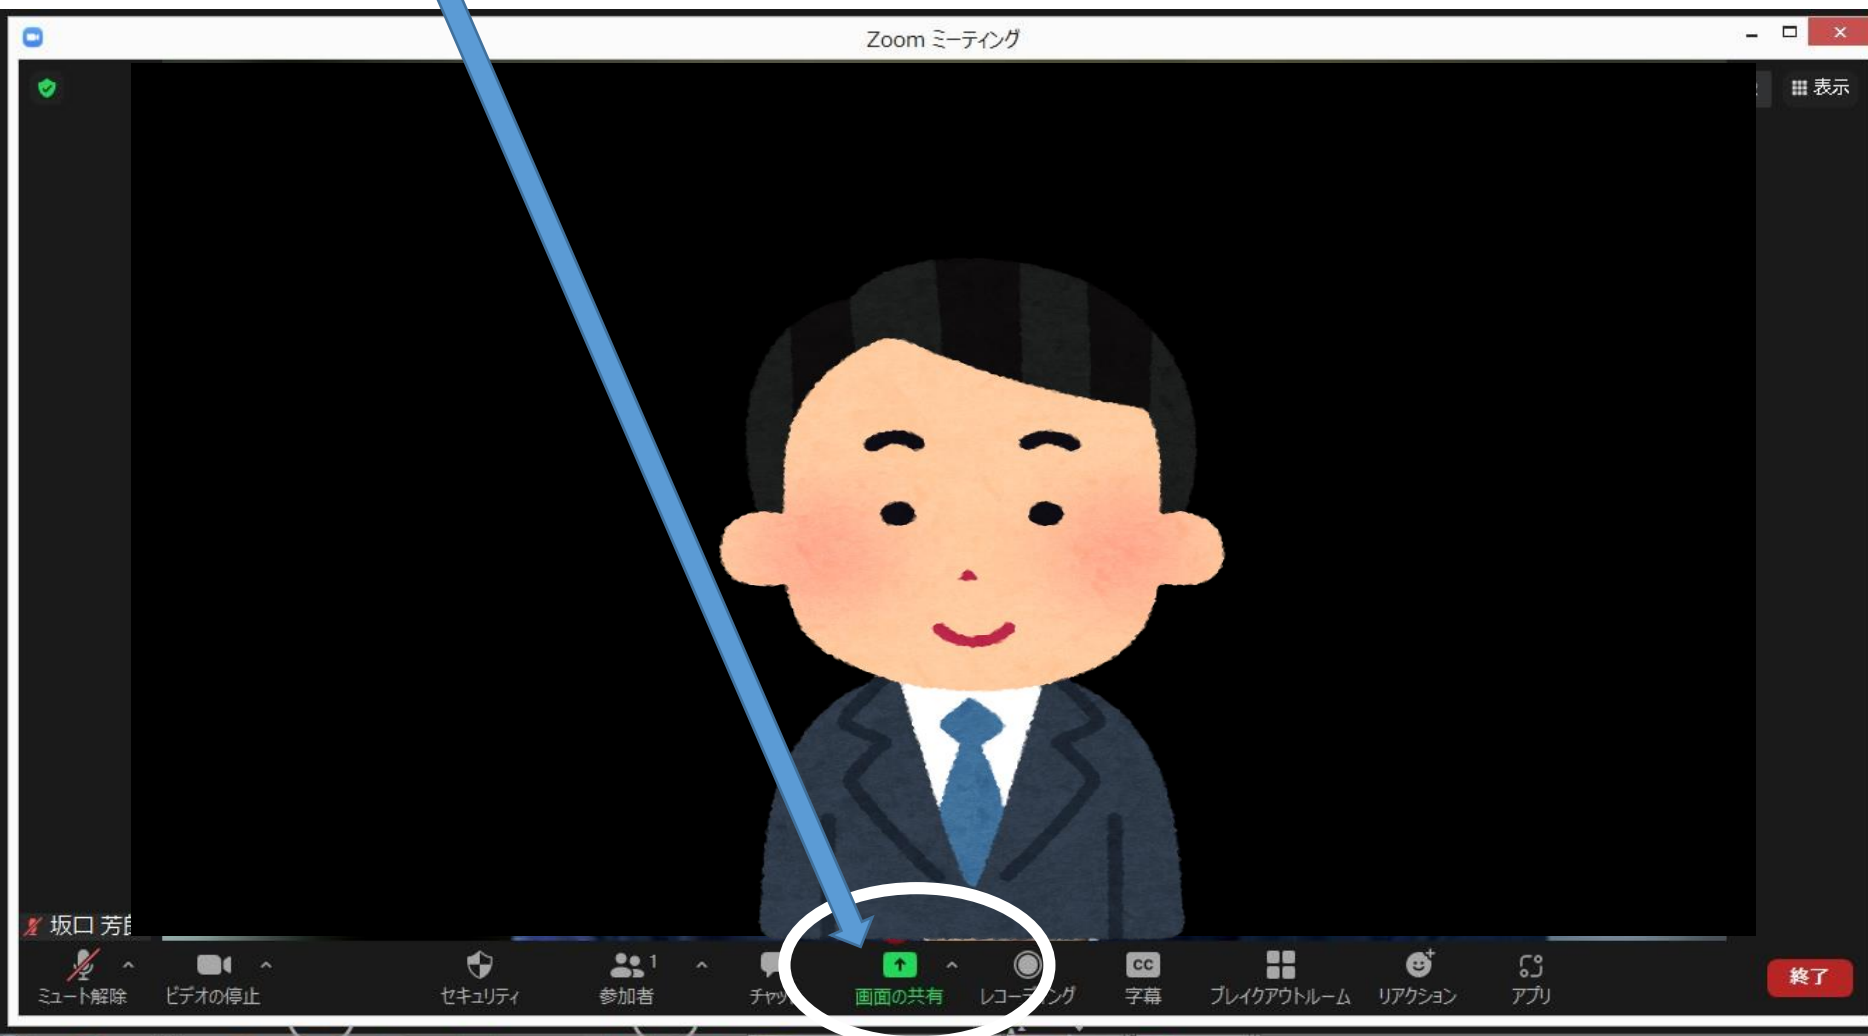 Zoom ミーティング
表示
坂口 芳
ミュート解除
ビデオの停止
セキュリティ
1
参加者
画面の共有
CC
字幕
ブレイクアウトルーム
リアクション
アプリ
終了